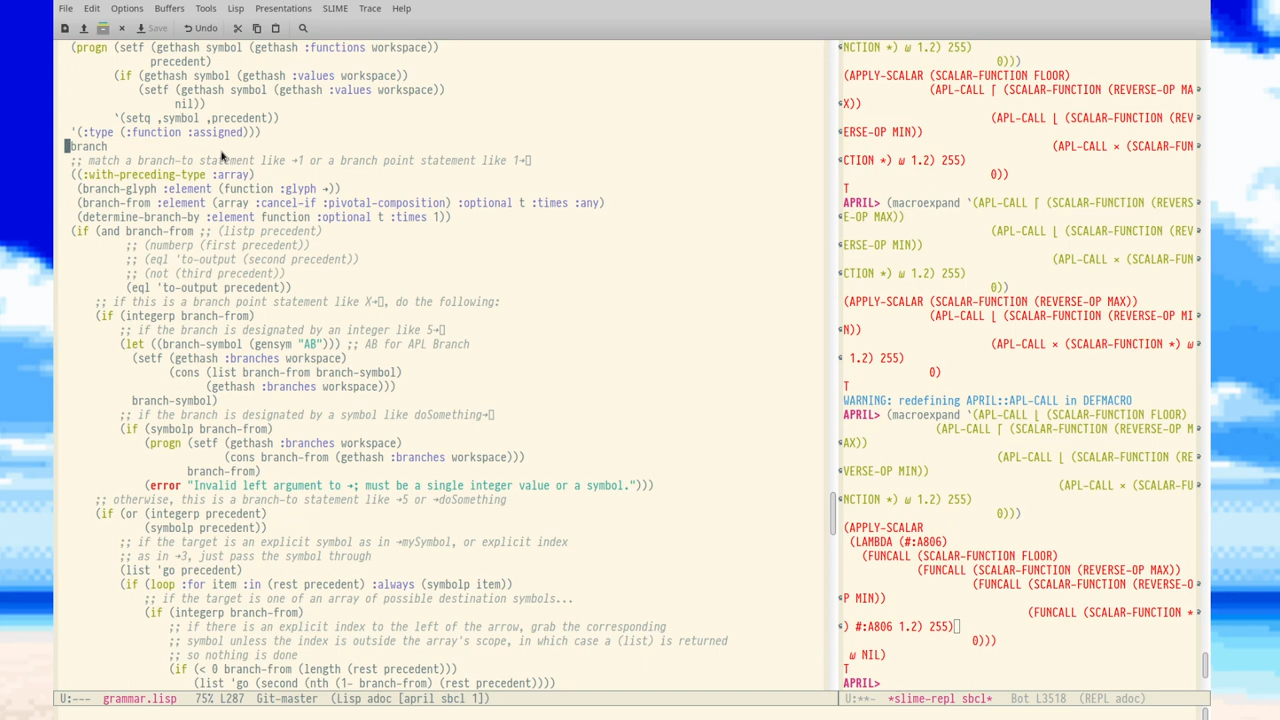 File Edit Options Buffers Tools Lisp Presentations SLIME Trace Help
Save Undo
(progn (setf (gethash symbol (gethash :functions workspace))
precedent)
(if (gethash symbol (gethash :values workspace))
(setf (gethash symbol (gethash :values workspace))
nil))
`(setq ,symbol ,precedent))
'(:type (:function :assigned)))
branch
;; match a branch-to statement like →1 or a branch point statement like 1→⎕
((:with-preceding-type :array)
(branch-glyph :element (function :glyph →))
(branch-from :element (array :cancel-if :pivotal-composition) :optional t :times :any)
(determine-branch-by :element function :optional t :times 1))
(if (and branch-from ;; (listp precedent)
;; (numberp (first precedent))
;; (eql 'to-output (second precedent))
;; (not (third precedent))
(eql 'to-output precedent))
;; if this is a branch point statement like X→⎕, do the following:
(if (integerp branch-from)
;; if the branch is designated by an integer like 5→⎕
(let ((branch-symbol (gensym "AB"))) ;; AB for APL Branch
(setf (gethash :branches workspace)
(cons (list branch-from branch-symbol)
(gethash :branches workspace)))
branch-symbol)
;; if the branch is designated by a symbol like doSomething→⎕
(if (symbolp branch-from)
(progn (setf (gethash :branches workspace)
(cons branch-from (gethash :branches workspace)))
branch-from)
(error "Invalid left argument to →; must be a single integer value or a symbol.")))
;; otherwise, this is a branch-to statement like →5 or →doSomething
(if (or (integerp precedent)
(symbolp precedent))
;; if the target is an explicit symbol as in →mySymbol, or explicit index
;; as in →3, just pass the symbol through
(list 'go precedent)
(if (loop :for item :in (rest precedent) :always (symbolp item))
;; if the target is one of an array of possible destination symbols...
(if (integerp branch-from)
;; if there is an explicit index to the left of the arrow, grab the corresponding
;; symbol unless the index is outside the array's scope, in which case a (list) is returned
;; so nothing is done
(if (< 0 branch-from (length (rest precedent)))
(list 'go (second (nth (1- branch-from) (rest precedent))))
U:--- grammar.lisp 75% L287 Git-master (Lisp adoc [april sbcl 1])
NCTION *) ⍵ 1.2) 255)
0)))
(APPLY-SCALAR (SCALAR-FUNCTION FLOOR)
(APL-CALL ⌈ (SCALAR-FUNCTION (REVERSE-OP MA
X))
(APL-CALL ⌊ (SCALAR-FUNCTION (REV
ERSE-OP MIN))
(APL-CALL × (SCALAR-FUN
CTION *) ⍵ 1.2) 255)
0))
T
APRIL> (macroexpand `(APL-CALL ⌈ (SCALAR-FUNCTION (REVERS
E-OP MAX))
(APL-CALL ⌊ (SCALAR-FUNCTION (REV
ERSE-OP MIN))
(APL-CALL × (SCALAR-FUN
CTION *) ⍵ 1.2) 255)
0))
(APPLY-SCALAR (SCALAR-FUNCTION (REVERSE-OP MAX))
(APL-CALL ⌊ (SCALAR-FUNCTION (REVERSE-OP MI
N))
(APL-CALL × (SCALAR-FUNCTION *) ⍵
1.2) 255)
0)
T
WARNING: redefining APRIL::APL-CALL in DEFMACRO
APRIL> (macroexpand `(APL-CALL ⌊ (SCALAR-FUNCTION FLOOR)
(APL-CALL ⌈ (SCALAR-FUNCTION (REVERSE-OP M
AX))
(APL-CALL ⌊ (SCALAR-FUNCTION (RE
VERSE-OP MIN))
(APL-CALL × (SCALAR-FU
NCTION *) ⍵ 1.2) 255)
0)))
(APPLY-SCALAR
(LAMBDA (#:A806)
(FUNCALL (SCALAR-FUNCTION FLOOR)
(FUNCALL (SCALAR-FUNCTION (REVERSE-OP MAX))
(FUNCALL (SCALAR-FUNCTION (REVERSE-O
P MIN))
(FUNCALL (SCALAR-FUNCTION *
) #:A806 1.2) 255)
0)))
⍵ NIL)
T
APRIL>
U:**- *slime-repl sbcl* Bot L3518 (REPL adoc)